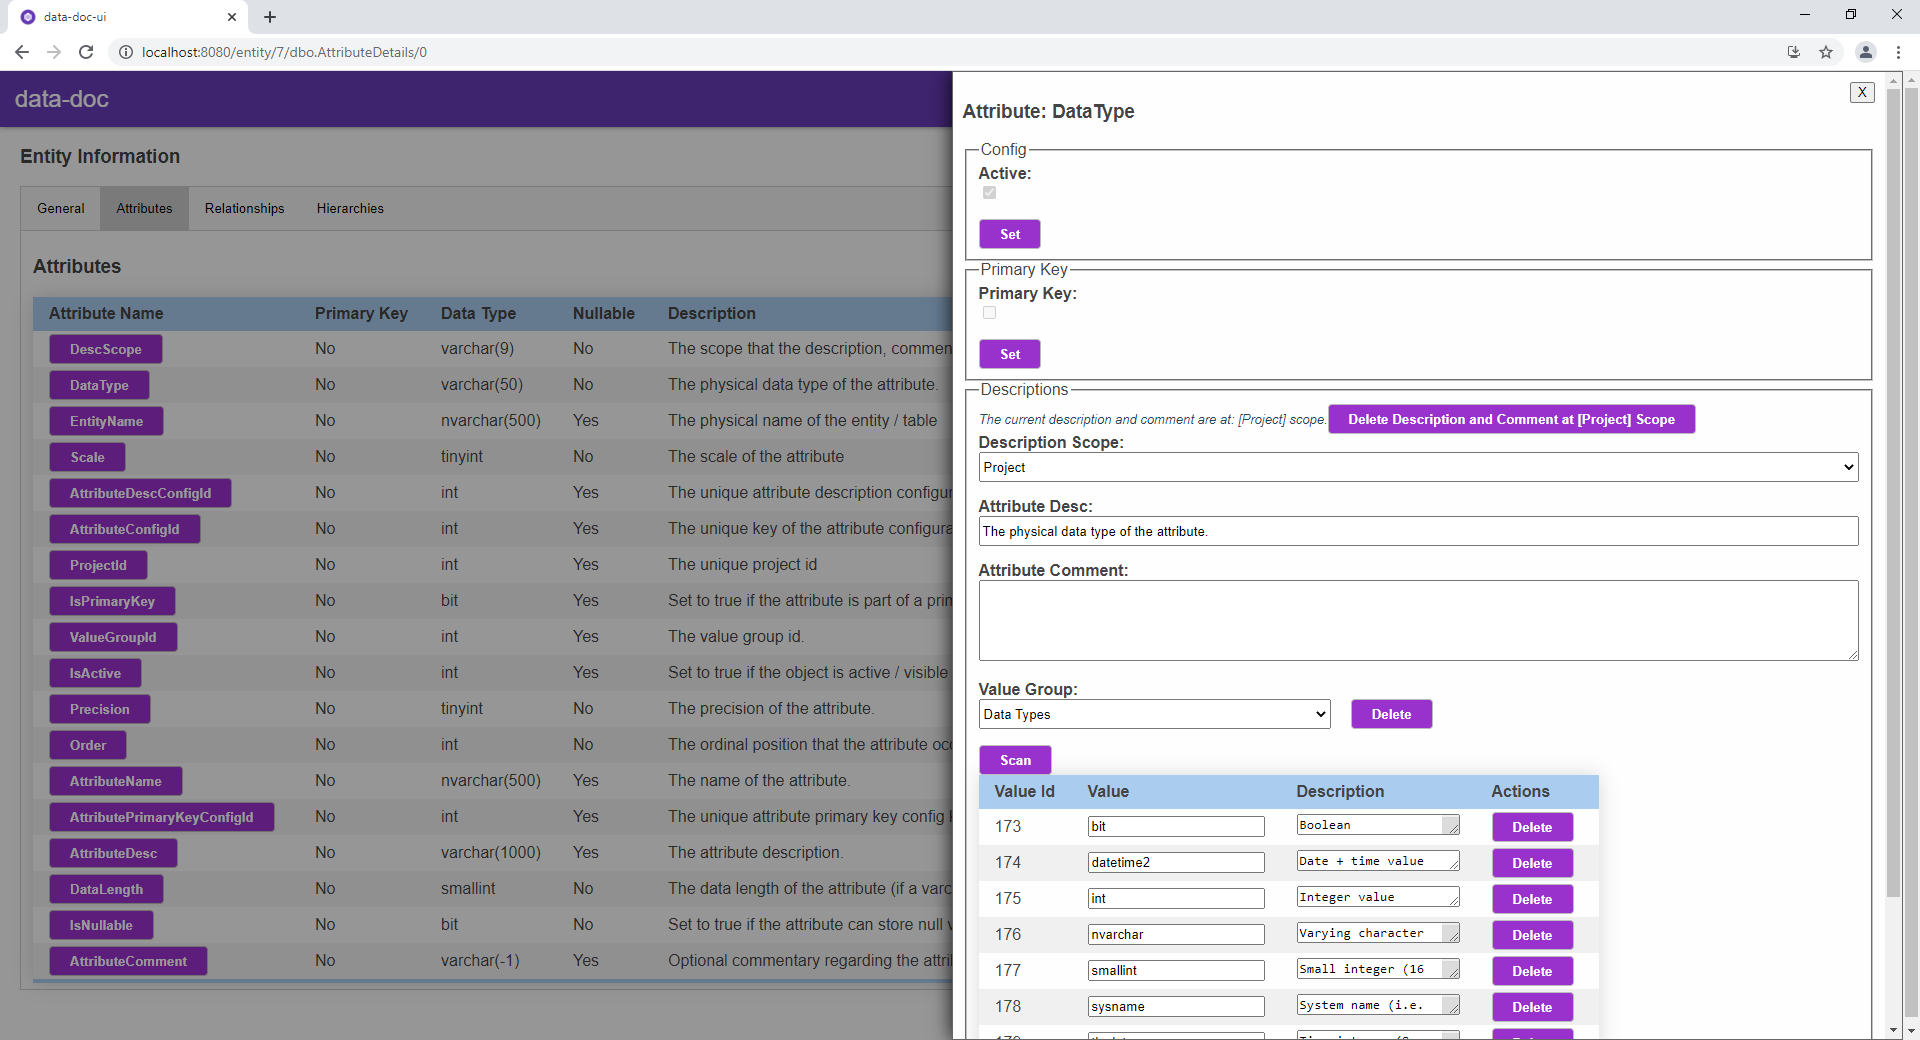 data-doc-ui
localhost:8080/entity/7/dbo.AttributeDetails/0
data-doc
Entity Information
General Attributes Relationships Hierarchies
Attributes
Attribute Name Primary Key Data Type Nullable Description
DescScope No varchar(9) No The scope that the description, commen
DataType No varchar(50) No The physical data type of the attribute.
EntityName No nvarchar(500) Yes The physical name of the entity / table
Scale No tinyint No The scale of the attribute
AttributeDescConfigId No int Yes The unique attribute description configur
AttributeConfigId No int Yes The unique key of the attribute configura
ProjectId No int Yes The unique project id
IsPrimaryKey No bit Yes Set to true if the attribute is part of a prim
ValueGroupId No int Yes The value group id.
IsActive No int Yes Set to true if the object is active / visible
Precision No tinyint No The precision of the attribute.
Order No int No The ordinal position that the attribute occ
AttributeName No nvarchar(500) Yes The name of the attribute.
AttributePrimaryKeyConfigId No int Yes The unique attribute primary key config
AttributeDesc No varchar(1000) Yes The attribute description.
DataLength No smallint No The data length of the attribute (if a varc
IsNullable No bit No Set to true if the attribute can store null
AttributeComment No varchar(-1) Yes Optional commentary regarding the attri
X
Attribute: DataType
Config
Active:
Set
Primary Key
Primary Key:
Set
Descriptions
The current description and comment are at: [Project] scope. Delete Description and Comment at [Project] Scope
Description Scope:
Project
Attribute Desc:
The physical data type of the attribute.
Attribute Comment:
Value Group:
Data Types Delete
Scan
Value Id Value Description Actions
173 bit Boolean Delete
174 datetime2 Date + time value Delete
175 int Integer value Delete
176 nvarchar Varying character Delete
177 smallint Small integer (16 Delete
178 sysname System name (i.e. Delete